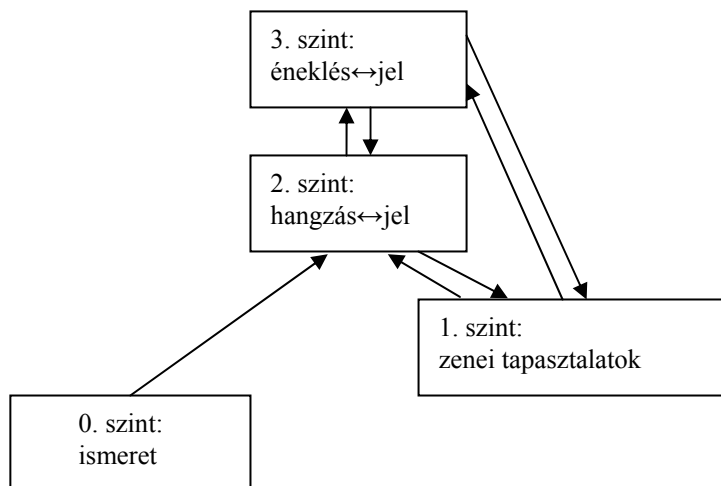 3. szint:
éneklés↔jel
2. szint:
hangzás↔jel
1. szint:
zenei tapasztalatok
0. szint:
ismeret